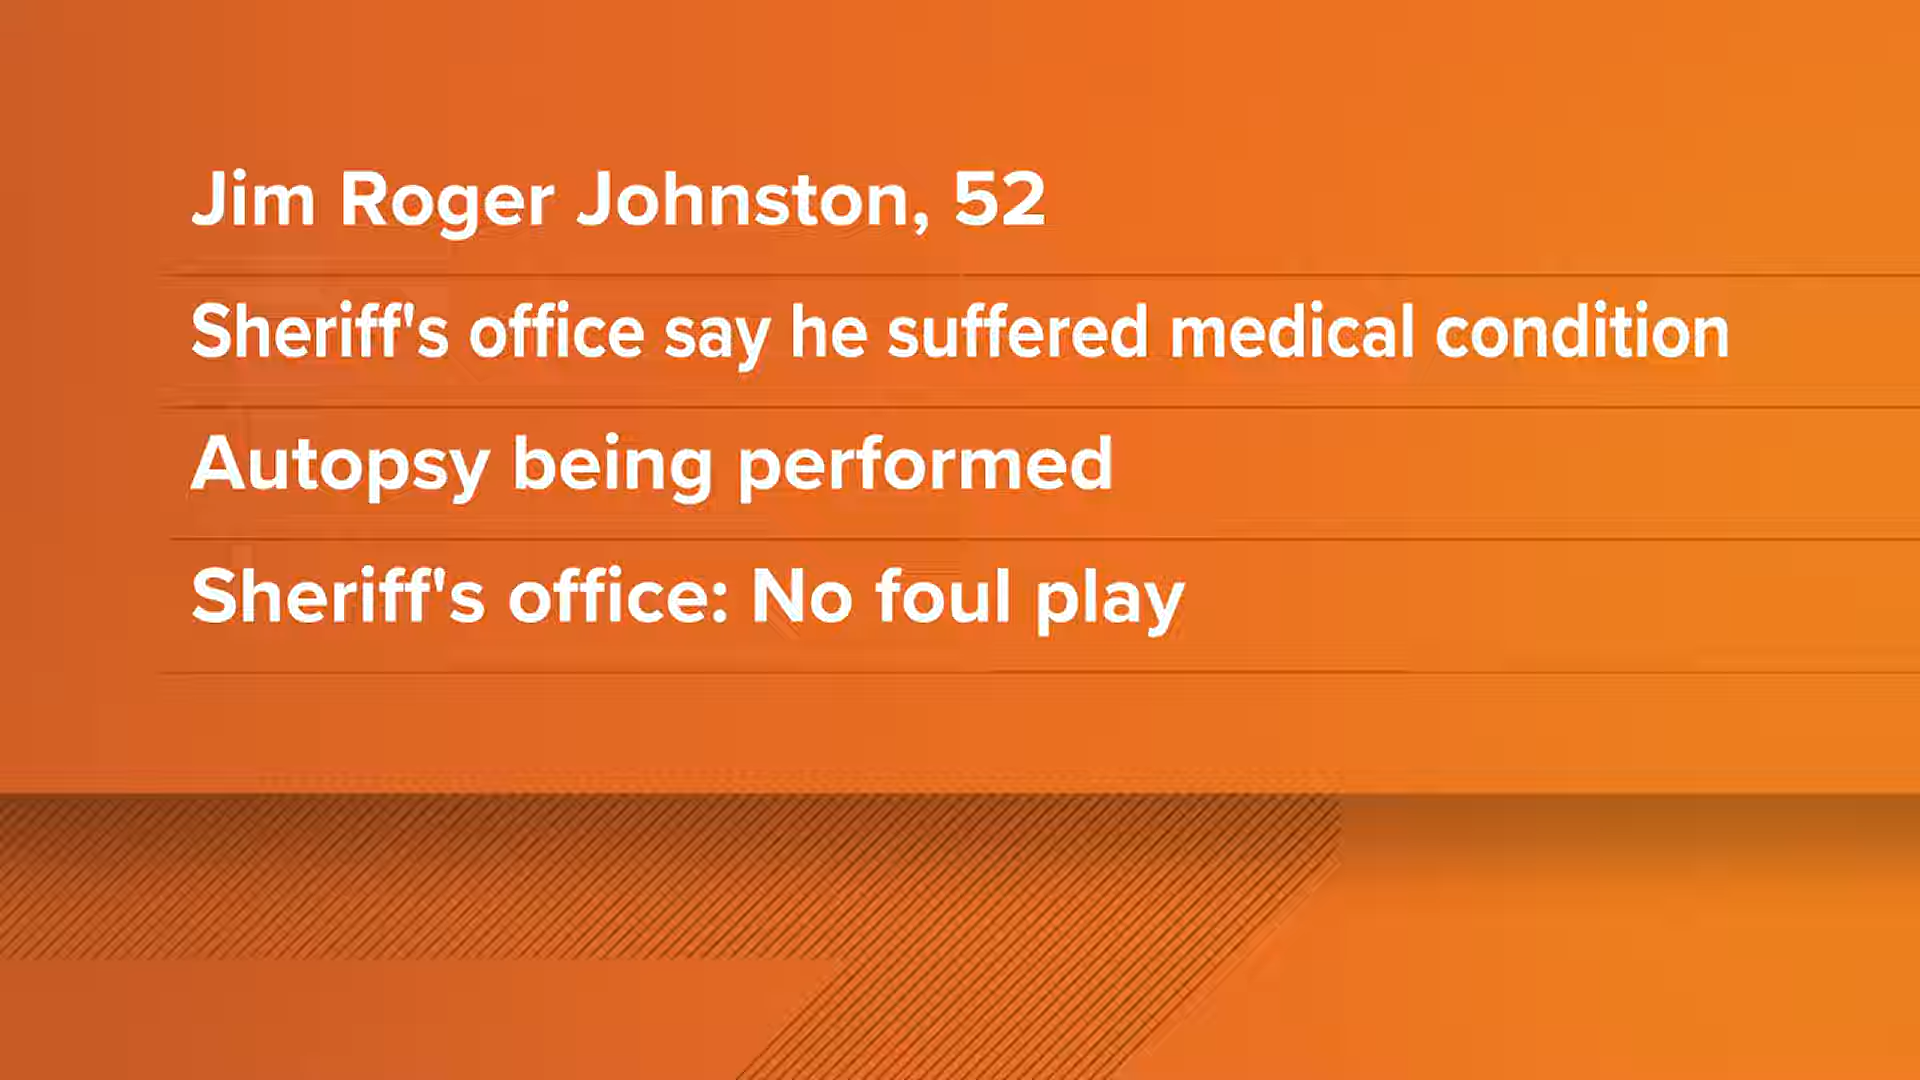 Jim Roger Johnston, 52
Sheriff's office say he suffered medical condition
Autopsy being performed
Sheriff's office: No foul play